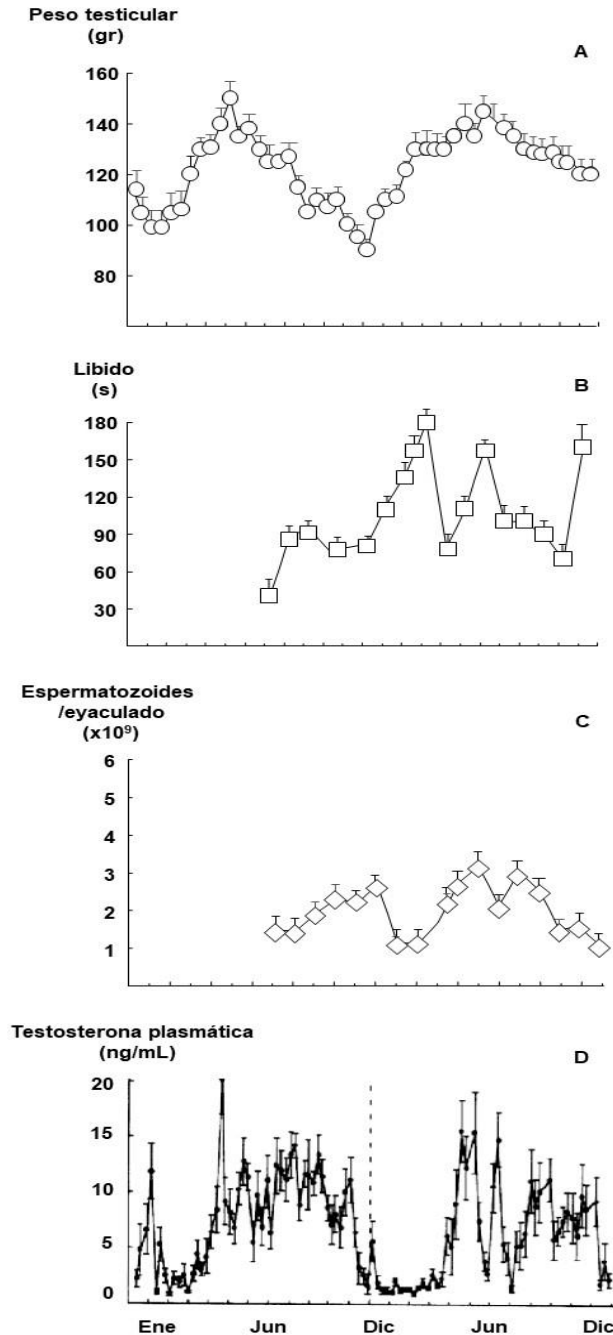 Peso testicular
(gr)
A
160
140
120
100
80
Libido
(s)
B
180
150
120
90
60
30
Espermatozoides
/eyaculado
(x10⁹)
C
6
5
4
3
2
1
Testosterona plasmática
(ng/mL)
D
20
15
10
5
0
Ene Jun Dic Jun Dic